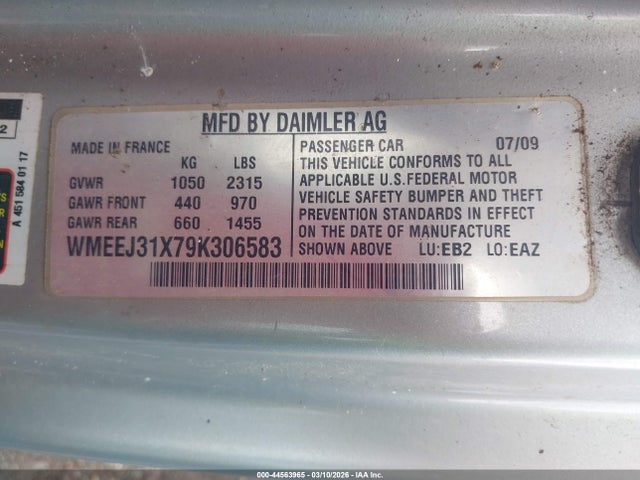 MFD BY DAIMLER AG
MADE IN FRANCE
KG LBS
GVWR 1050 2315
GAWR FRONT 440 970
GAWR REAR 660 1455
WMEEJ31X79K306583
PASSENGER CAR 07/09
THIS VEHICLE CONFORMS TO ALL
APPLICABLE U.S.FEDERAL MOTOR
VEHICLE SAFETY BUMPER AND THEFT
PREVENTION STANDARDS IN EFFECT
ON THE DATE OF MANUFACTURE
SHOWN ABOVE LU:EB2 LO:EAZ
2
A 451 584 01 17
000-44563965 - 03/10/2026 - IAA Inc.